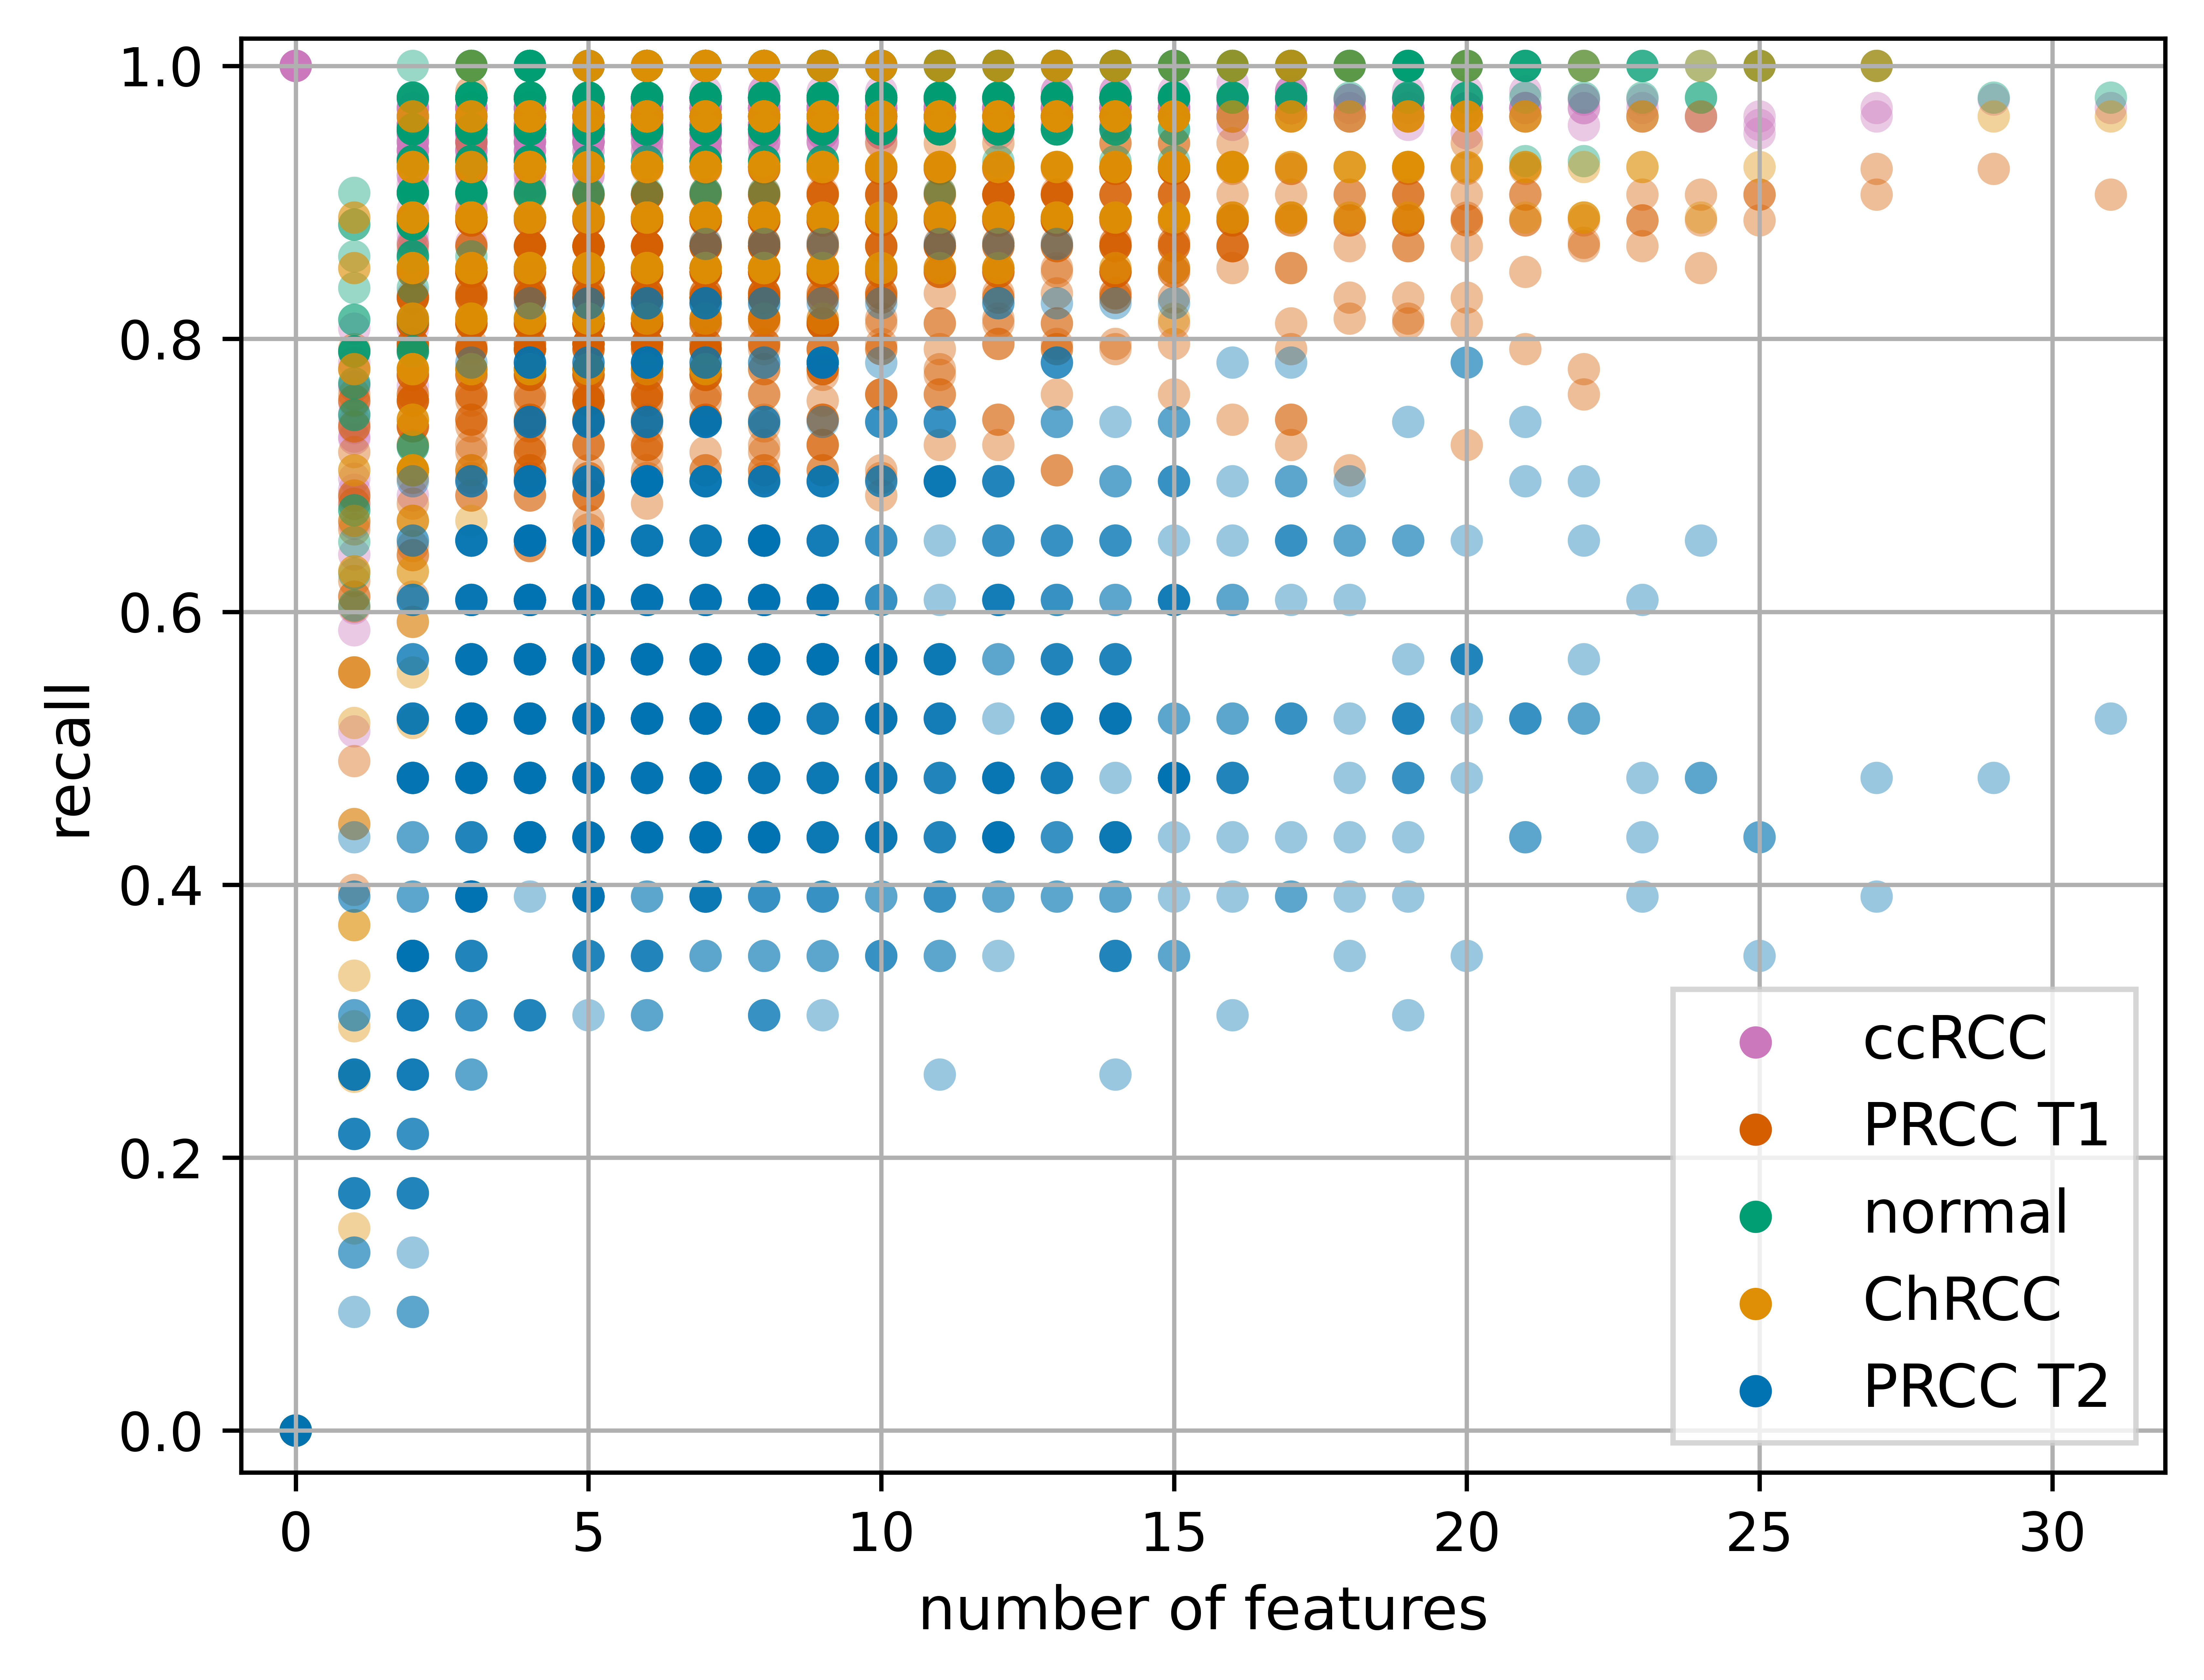 1.0
0.8
0.6
0.4
0.2
0.0
recall
ccRCC
PRCC T1
normal
ChRCC
PRCC T2
0 5 10 15 20 25 30
number of features